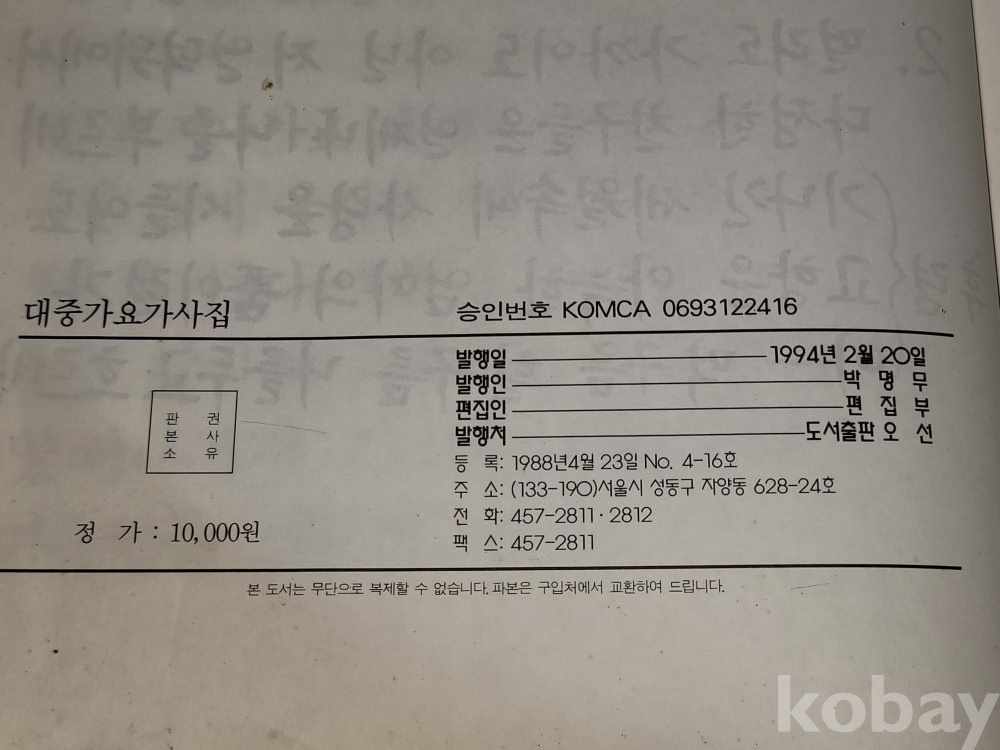 대중가요가사집
승인번호 KOMCA 0693122416
발행일 1994년 2월 20일
발행인 박 명 무
편집인 편 집 부
발행처 도서출판 오 선
등 록: 1988년4월 23일 No. 4-16호
주 소: (133-190)서울시 성동구 자양동 628-24호
전 화: 457-2811 · 2812
팩 스: 457-2811
판 권
본 사
소 유
정 가 : 10,000원
본 도서는 무단으로 복제할 수 없습니다. 파본은 구입처에서 교환하여 드립니다.
kobay